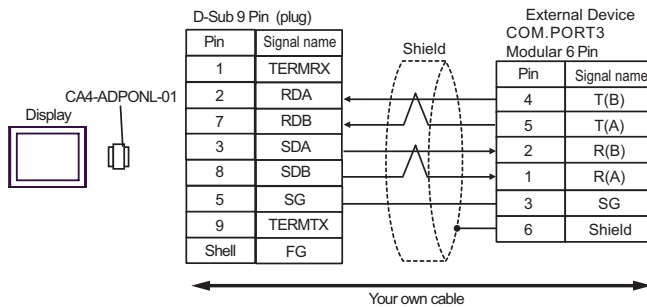 D-Sub 9 Pin (plug)
Pin Signal name
1 TERMRX
2 RDA
7 RDB
3 SDA
8 SDB
5 SG
9 TERMTX
Shell FG
CA4-ADPONL-01
Display
Shield
External Device
COM.PORT3
Modular 6 Pin
Pin Signal name
4 T(B)
5 T(A)
2 R(B)
1 R(A)
3 SG
6 Shield
Your own cable